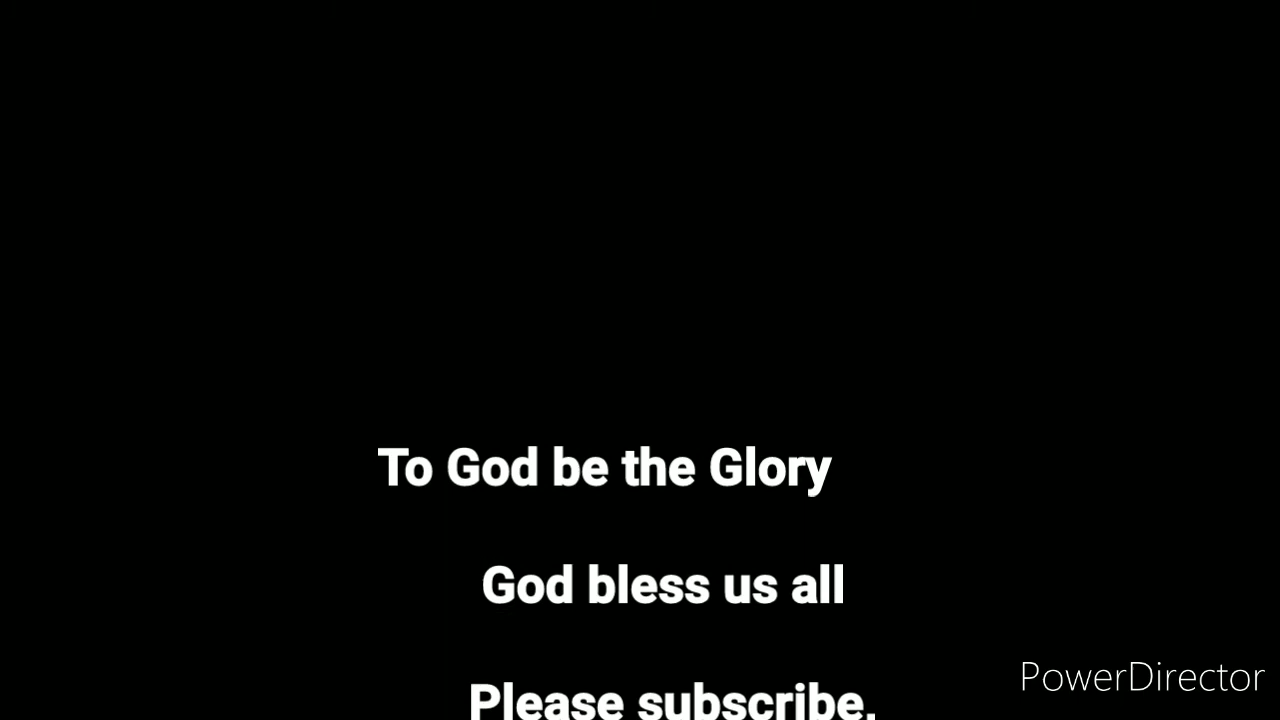 To God be the Glory
God bless us all
PowerDirector
Please subscribe.